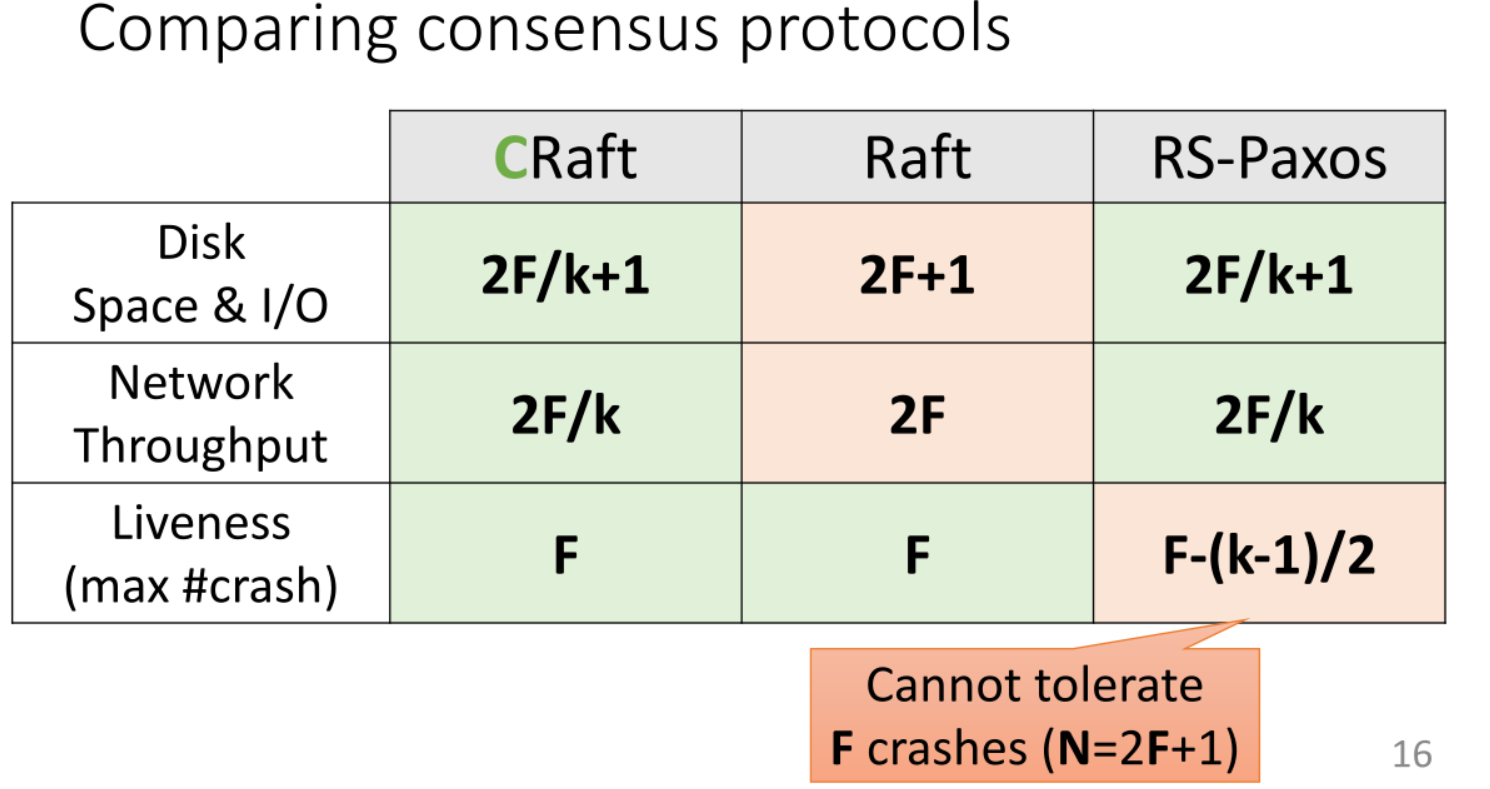 Comparing consensus protocols
CRaft Raft RS-Paxos
Disk
Space & I/O
2F/k+1 2F+1 2F/k+1
Network
Throughput
2F/k 2F 2F/k
Liveness
(max #crash)
F F F-(k-1)/2
Cannot tolerate
F crashes (N=2F+1)
16